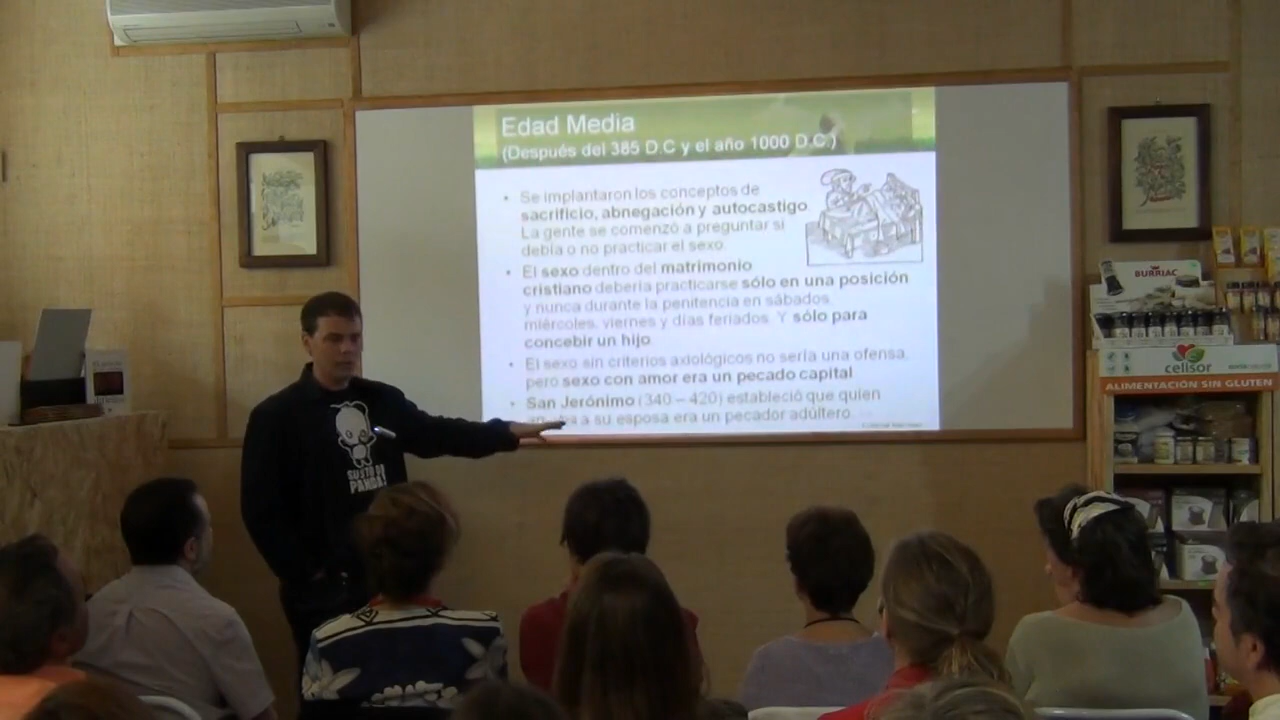 Edad Media
(Después del 385 D.C y el año 1000 D.C.)
• Se implantaron los conceptos de
sacrificio, abnegación y autocastigo
La gente se comenzó a preguntar si
debía o no practicar el sexo.
• El sexo dentro del matrimonio
cristiano debería practicarse sólo en una posición
y nunca durante la penitencia en sábados,
miércoles, viernes y días feriados. Y sólo para
concebir un hijo.
• El sexo sin criterios axiológicos no sería una ofensa,
pero sexo con amor era un pecado capital
• San Jerónimo (340 – 420) estableció que quien
a su esposa era un pecador adúltero
SUSTO DE
PANDA!
BURRIAC
celisor
ALIMENTACIÓN SIN GLUTEN